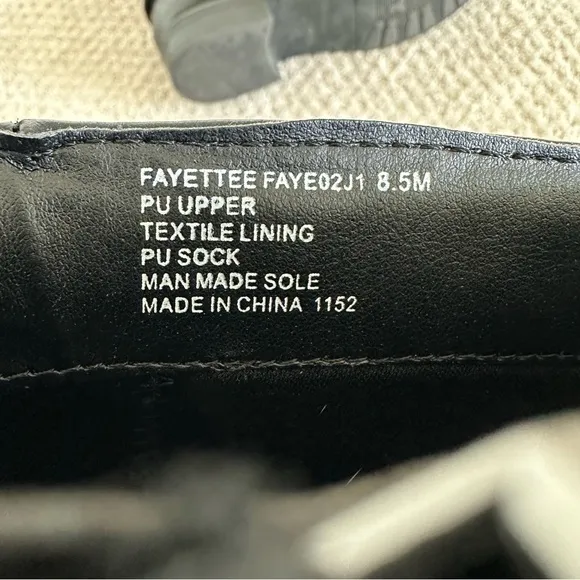 FAYETTEE FAYE02J1 8.5M
PU UPPER
TEXTILE LINING
PU SOCK
MAN MADE SOLE
MADE IN CHINA 1152